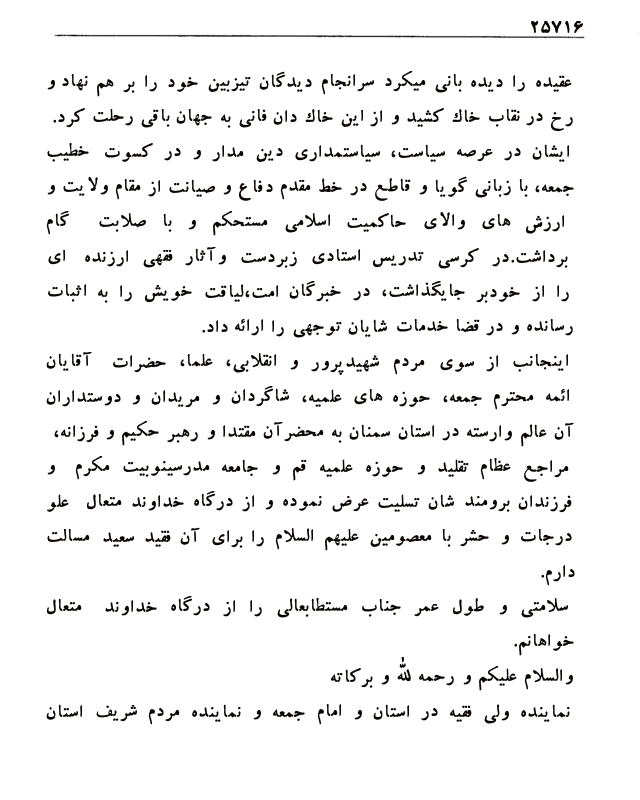 ۲۵۷۱۶
عقیده را دیده بانی میکرد سرانجام دیدگان تیزبین خود را بر هم نهاد و
رخ در نقاب خاك کشید و از این خاك دان فانی به جهان باقی رحلت کرد.
ایشان در عرصه سیاست، سیاستمداری دین مدار و در کسوت خطیب
جمعه، با زبانی گویا و قاطع در خط مقدم دفاع و صیانت از مقام ولایت و
ارزش های والای حاکمیت اسلامی مستحکم و با صلابت گام
برداشت.در کرسی تدریس استادی زبردست وآثار فقهی ارزنده ای
را از خودبر جایگذاشت، در خبرگان امت،لیاقت خویش را به اثبات
رسانده و در قضا خدمات شایان توجهی را ارائه داد.
اینجانب از سوی مردم شهیدپرور و انقلابی، علما، حضرات آقایان
ائمه محترم جمعه، حوزه های علمیه، شاگردان و مریدان و دوستداران
آن عالم وارسته در استان سمنان به محضرآن مقتدا و رهبر حکیم و فرزانه،
مراجع عظام تقلید و حوزه علمیه قم و جامعه مدرسینوبیت مکرم و
فرزندان برومند شان تسلیت عرض نموده و از درگاه خداوند متعال علو
درجات و حشر با معصومین علیهم السلام را برای آن فقید سعید مسالت
دارم.
سلامتی و طول عمر جناب مستطابعالی را از درگاه خداوند متعال
خواهانم.
والسلام علیکم و رحمه لله و برکاته
نماینده ولی فقیه در استان و امام جمعه و نماینده مردم شریف استان